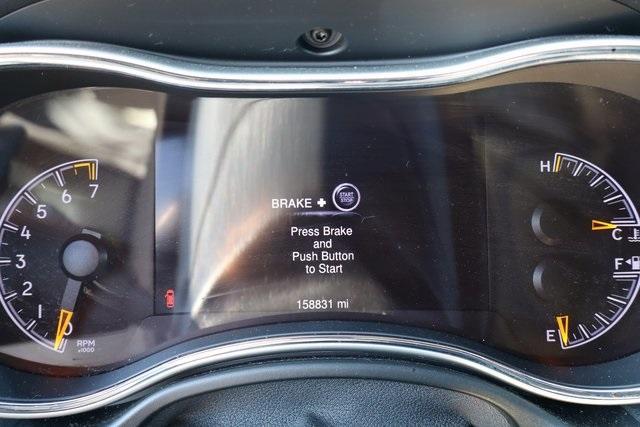 BRAKE + START STOP
Press Brake
and
Push Button
to Start
158831 mi
7
6
5
4
3
2
1
0
RPM
x1000
H
C
F
E